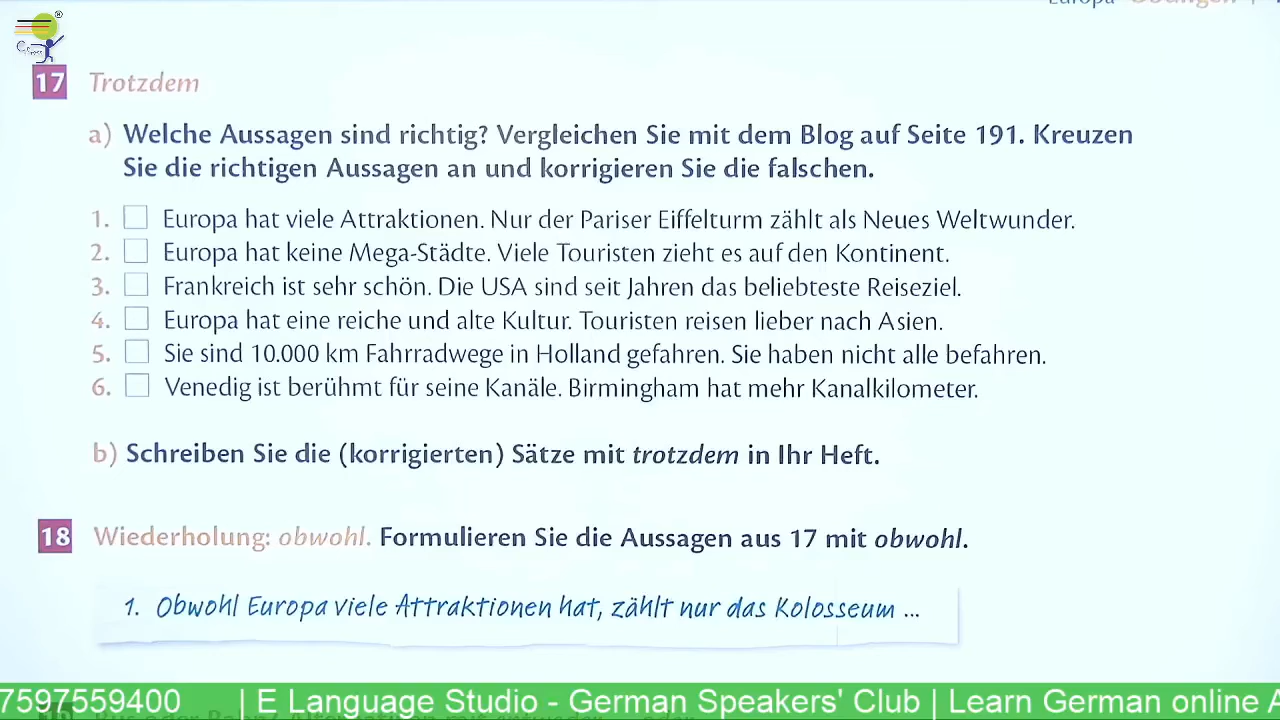 17 Trotzdem
a) Welche Aussagen sind richtig? Vergleichen Sie mit dem Blog auf Seite 191. Kreuzen
Sie die richtigen Aussagen an und korrigieren Sie die falschen.
1. Europa hat viele Attraktionen. Nur der Pariser Eiffelturm zählt als Neues Weltwunder.
2. Europa hat keine Mega-Städte. Viele Touristen zieht es auf den Kontinent.
3. Frankreich ist sehr schön. Die USA sind seit Jahren das beliebteste Reiseziel.
4. Europa hat eine reiche und alte Kultur. Touristen reisen lieber nach Asien.
5. Sie sind 10.000 km Fahrradwege in Holland gefahren. Sie haben nicht alle befahren.
6. Venedig ist berühmt für seine Kanäle. Birmingham hat mehr Kanalkilometer.
b) Schreiben Sie die (korrigierten) Sätze mit trotzdem in Ihr Heft.
18 Wiederholung: obwohl. Formulieren Sie die Aussagen aus 17 mit obwohl.
1. Obwohl Europa viele Attraktionen hat, zählt nur das Kolosseum ...
7597559400 | E Language Studio - German Speakers' Club | Learn German online A